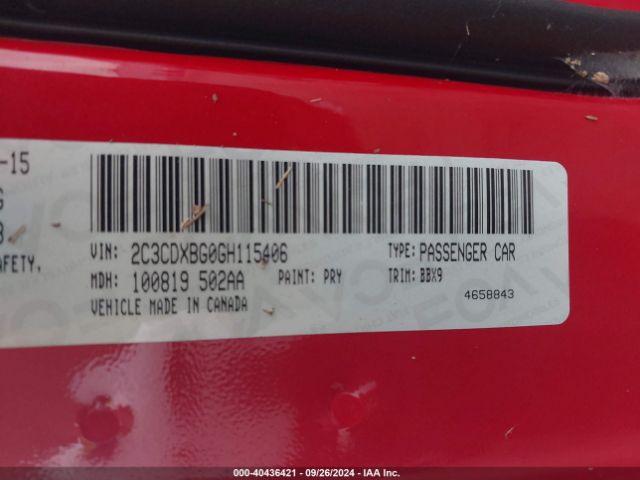 -15
G
3
AFETY,
VIN: 2C3CDXBG0GH115406 TYPE: PASSENGER CAR
MDH: 100819 502AA PAINT: PRY TRIM: BBX9
VEHICLE MADE IN CANADA 4658843
000-40436421 - 09/26/2024 - IAA Inc.